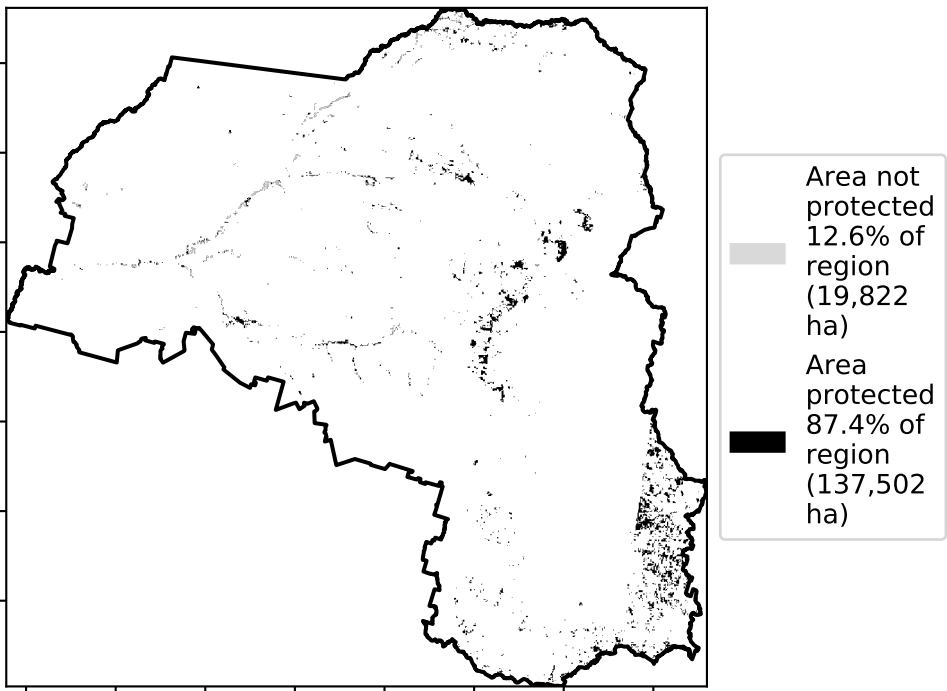 Area not
protected
12.6% of
region
(19,822
ha)
Area
protected
87.4% of
region
(137,502
ha)